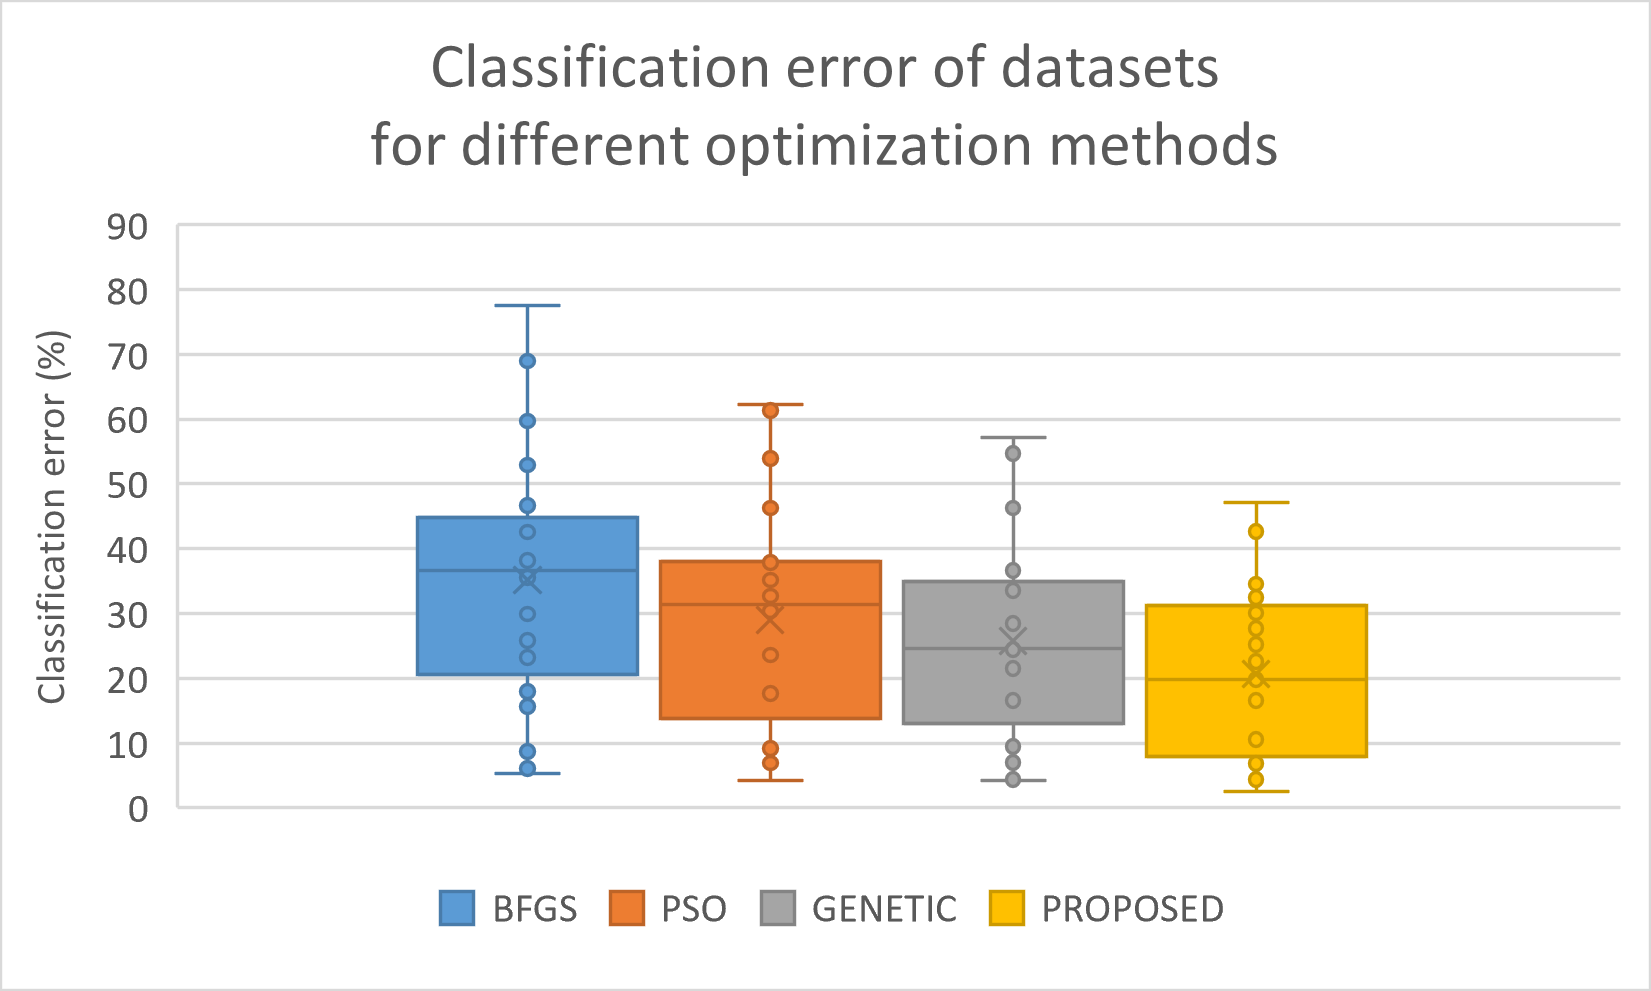 Classification error of datasets
for different optimization methods
90
80
70
60
50
40
30
20
10
0
Classification error (%)
BFGS PSO GENETIC PROPOSED